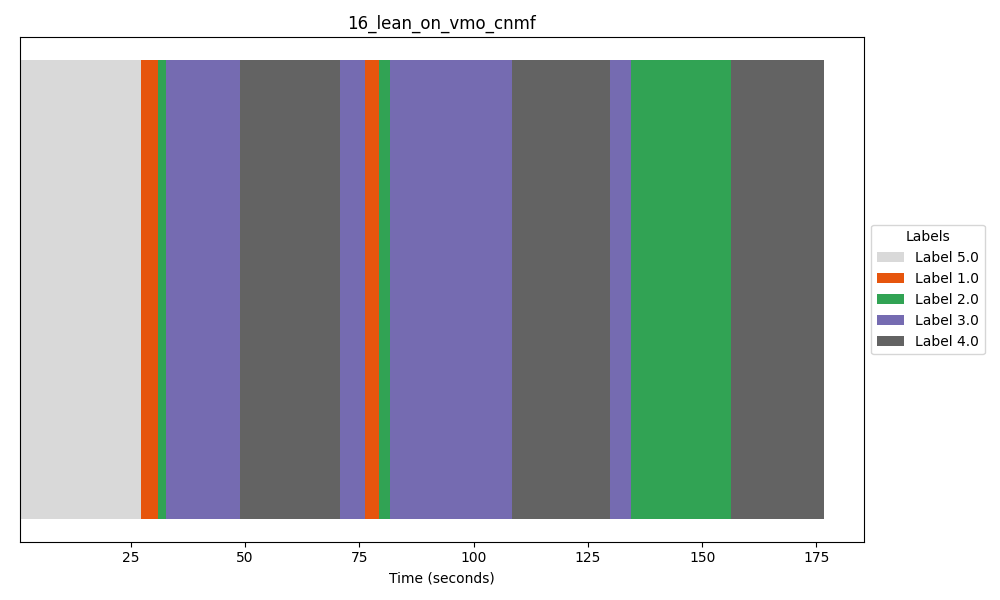 16_lean_on_vmo_cnmf
Labels
Label 5.0
Label 1.0
Label 2.0
Label 3.0
Label 4.0
25 50 75 100 125 150 175
Time (seconds)